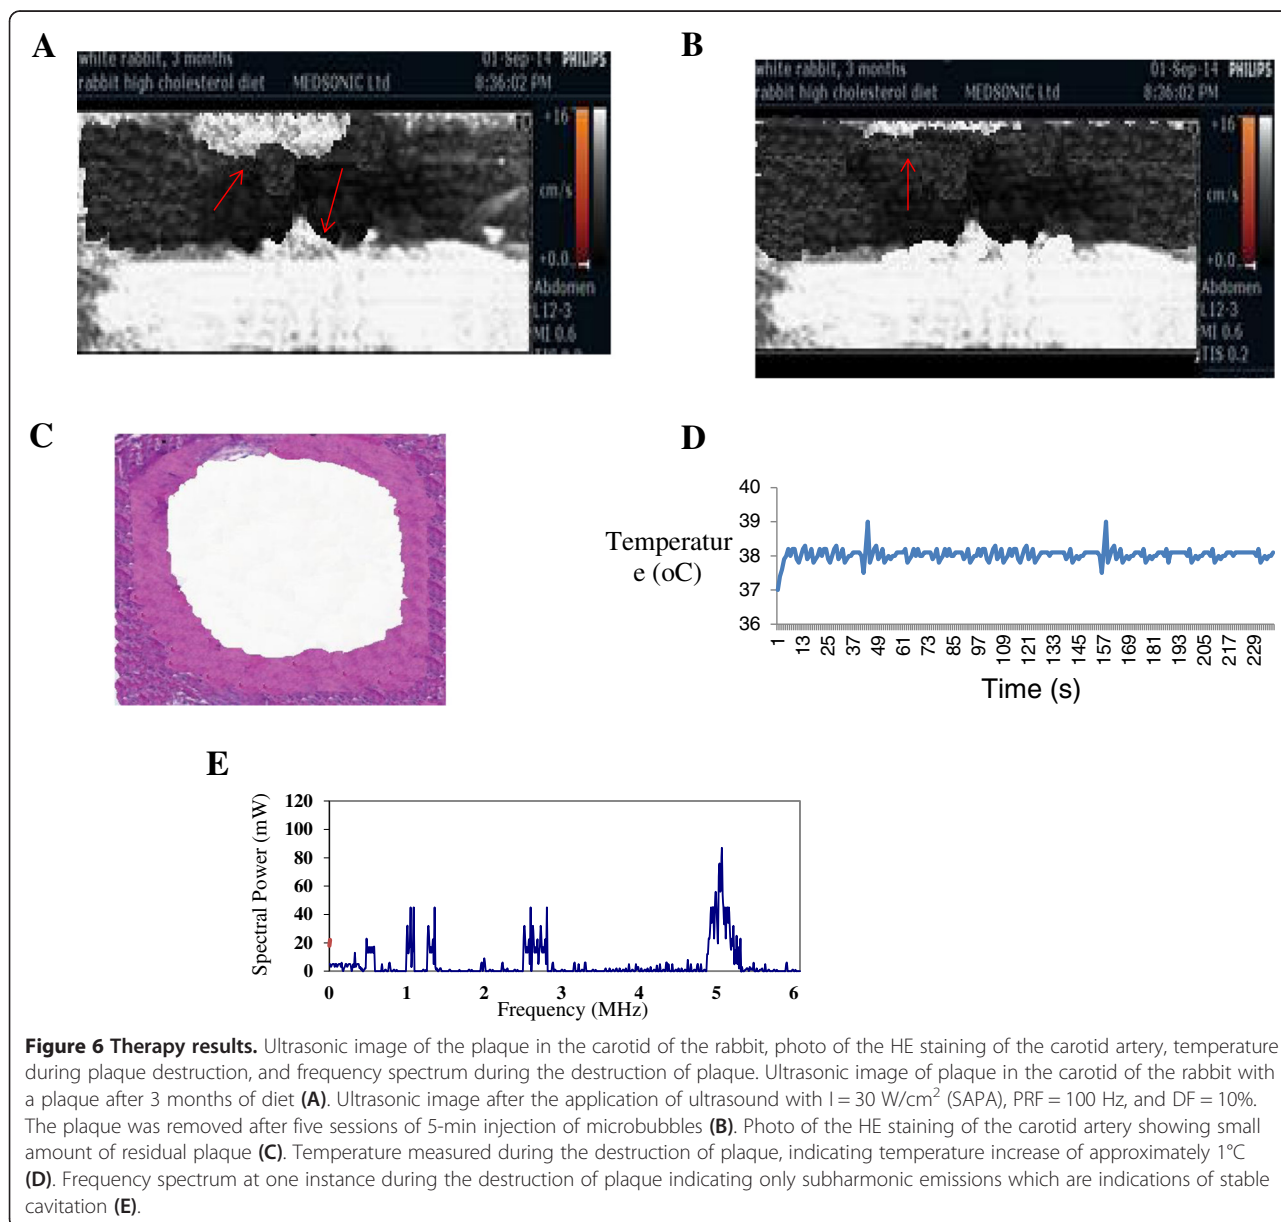 A
white rabbit, 3 months 01-Sep-14 PHILIPS
rabbit high cholesterol diet MEDSONIC Ltd 8:36:02 PM
+16
cm/s
+0.0
Abdomen
L12-3
MI 0.6
B
white rabbit, 3 months 01-Sep-14 PHILIPS
rabbit high cholesterol diet MEDSONIC Ltd 8:36:02 PM
+16
cm/s
+0.0
Abdomen
L12-3
MI 0.6
TIS 0.2
C
D
40
39
38
37
36
Temperatur
e (oC)
1 13 25 37 49 61 73 85 97 109 121 133 145 157 169 181 193 205 217 229
Time (s)
E
Spectral Power (mW)
120
100
80
60
40
20
0
0 1 2 3 4 5 6
Frequency (MHz)
Figure 6 Therapy results. Ultrasonic image of the plaque in the carotid of the rabbit, photo of the HE staining of the carotid artery, temperature
during plaque destruction, and frequency spectrum during the destruction of plaque. Ultrasonic image of plaque in the carotid of the rabbit with
a plaque after 3 months of diet (A). Ultrasonic image after the application of ultrasound with I = 30 W/cm² (SAPA), PRF = 100 Hz, and DF = 10%.
The plaque was removed after five sessions of 5-min injection of microbubbles (B). Photo of the HE staining of the carotid artery showing small
amount of residual plaque (C). Temperature measured during the destruction of plaque, indicating temperature increase of approximately 1°C
(D). Frequency spectrum at one instance during the destruction of plaque indicating only subharmonic emissions which are indications of stable
cavitation (E).